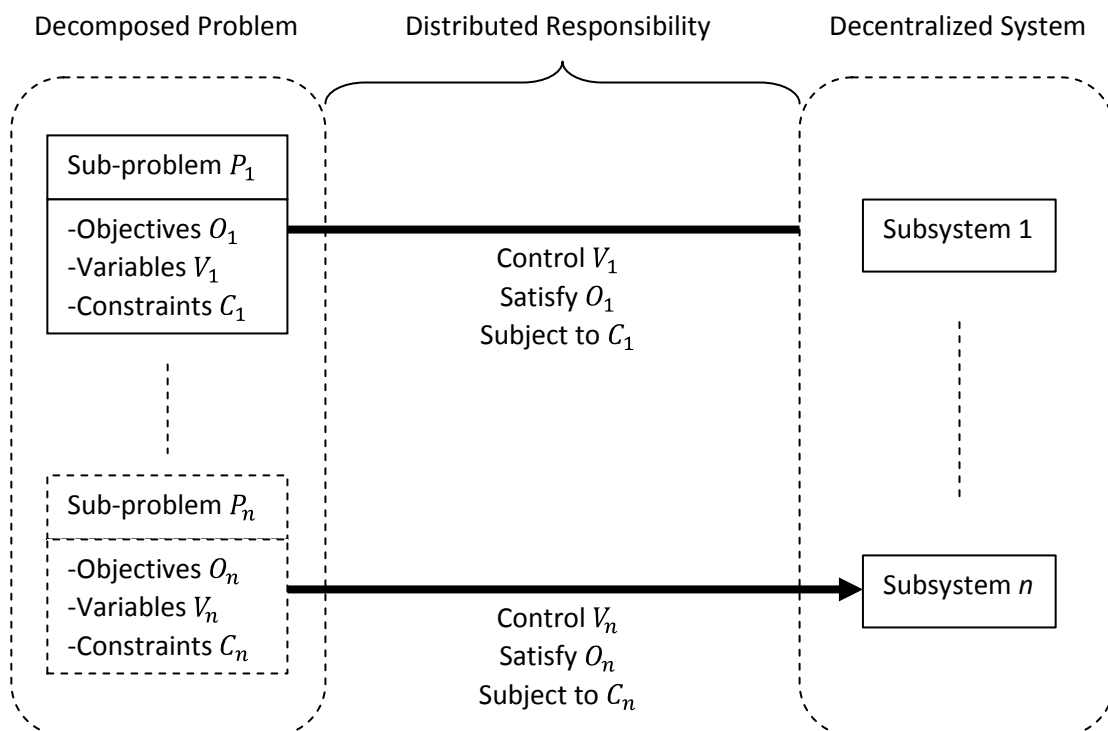 Decomposed Problem
Distributed Responsibility
Decentralized System
Sub-problem P₁
-Objectives O₁
-Variables V₁
-Constraints C₁
Control V₁
Satisfy O₁
Subject to C₁
Subsystem 1
Sub-problem Pₙ
-Objectives Oₙ
-Variables Vₙ
-Constraints Cₙ
Control Vₙ
Satisfy Oₙ
Subject to Cₙ
Subsystem n